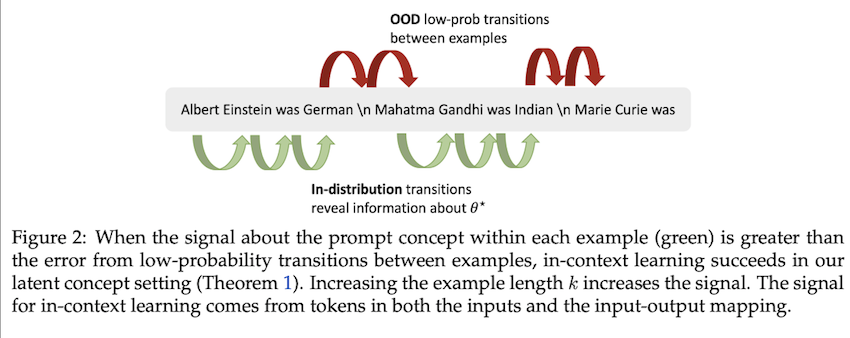 OOD low-prob transitions
between examples
Albert Einstein was German \n Mahatma Gandhi was Indian \n Marie Curie was
In-distribution transitions
reveal information about θ*
Figure 2: When the signal about the prompt concept within each example (green) is greater than
the error from low-probability transitions between examples, in-context learning succeeds in our
latent concept setting (Theorem 1). Increasing the example length k increases the signal. The signal
for in-context learning comes from tokens in both the inputs and the input-output mapping.